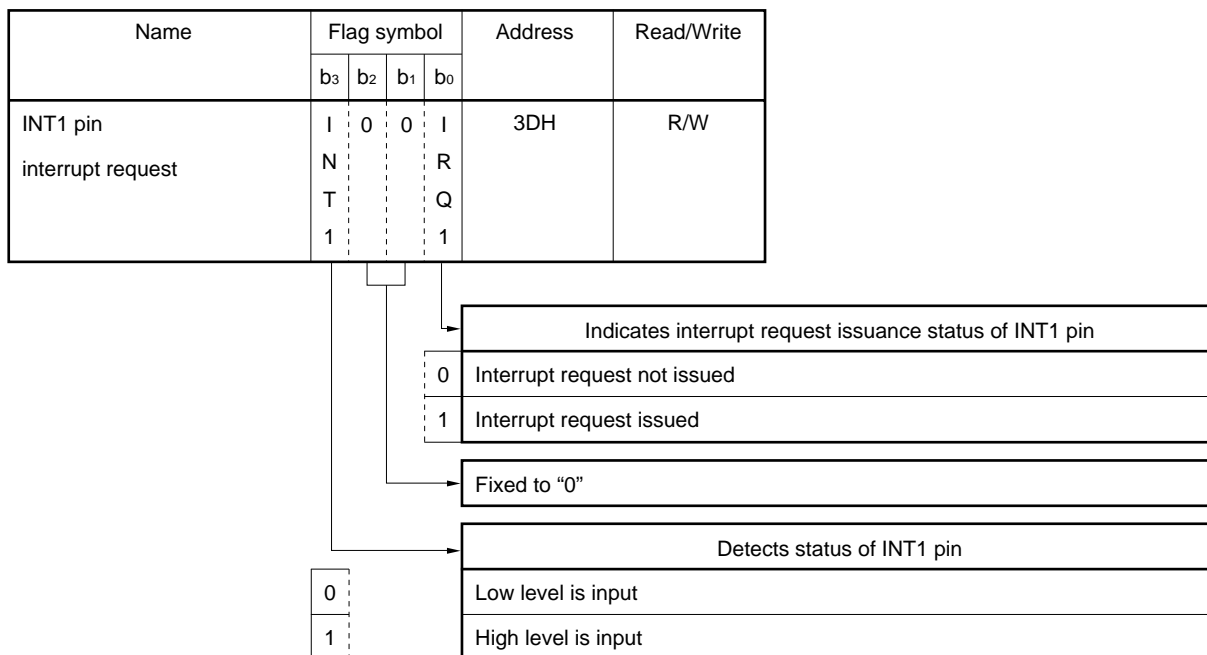 Name Flag symbol Address Read/Write
b3 b2 b1 b0
INT1 pin
interrupt request
I
N
T
1
0 0
I
R
Q
1
3DH R/W
Indicates interrupt request issuance status of INT1 pin
0 Interrupt request not issued
1 Interrupt request issued
Fixed to “0”
Detects status of INT1 pin
0 Low level is input
1 High level is input